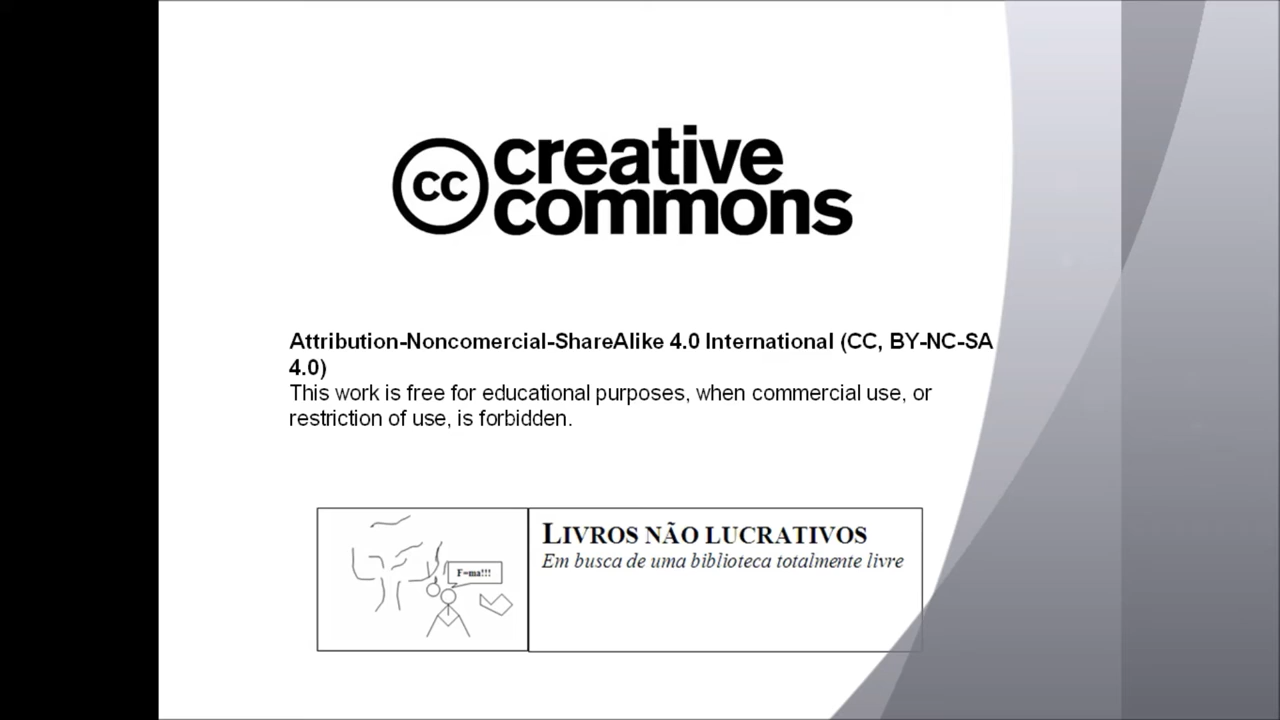 cc creative
commons
Attribution-Noncomercial-ShareAlike 4.0 International (CC, BY-NC-SA
4.0)
This work is free for educational purposes, when commercial use, or
restriction of use, is forbidden.
LIVROS NÃO LUCRATIVOS
Em busca de uma biblioteca totalmente livre
F=ma!!!